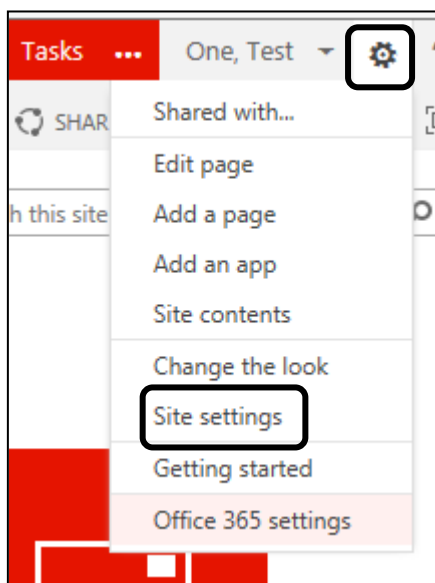 Tasks ... One, Test
SHAR
Shared with...
Edit page
h this site
Add a page
Add an app
Site contents
Change the look
Site settings
Getting started
Office 365 settings